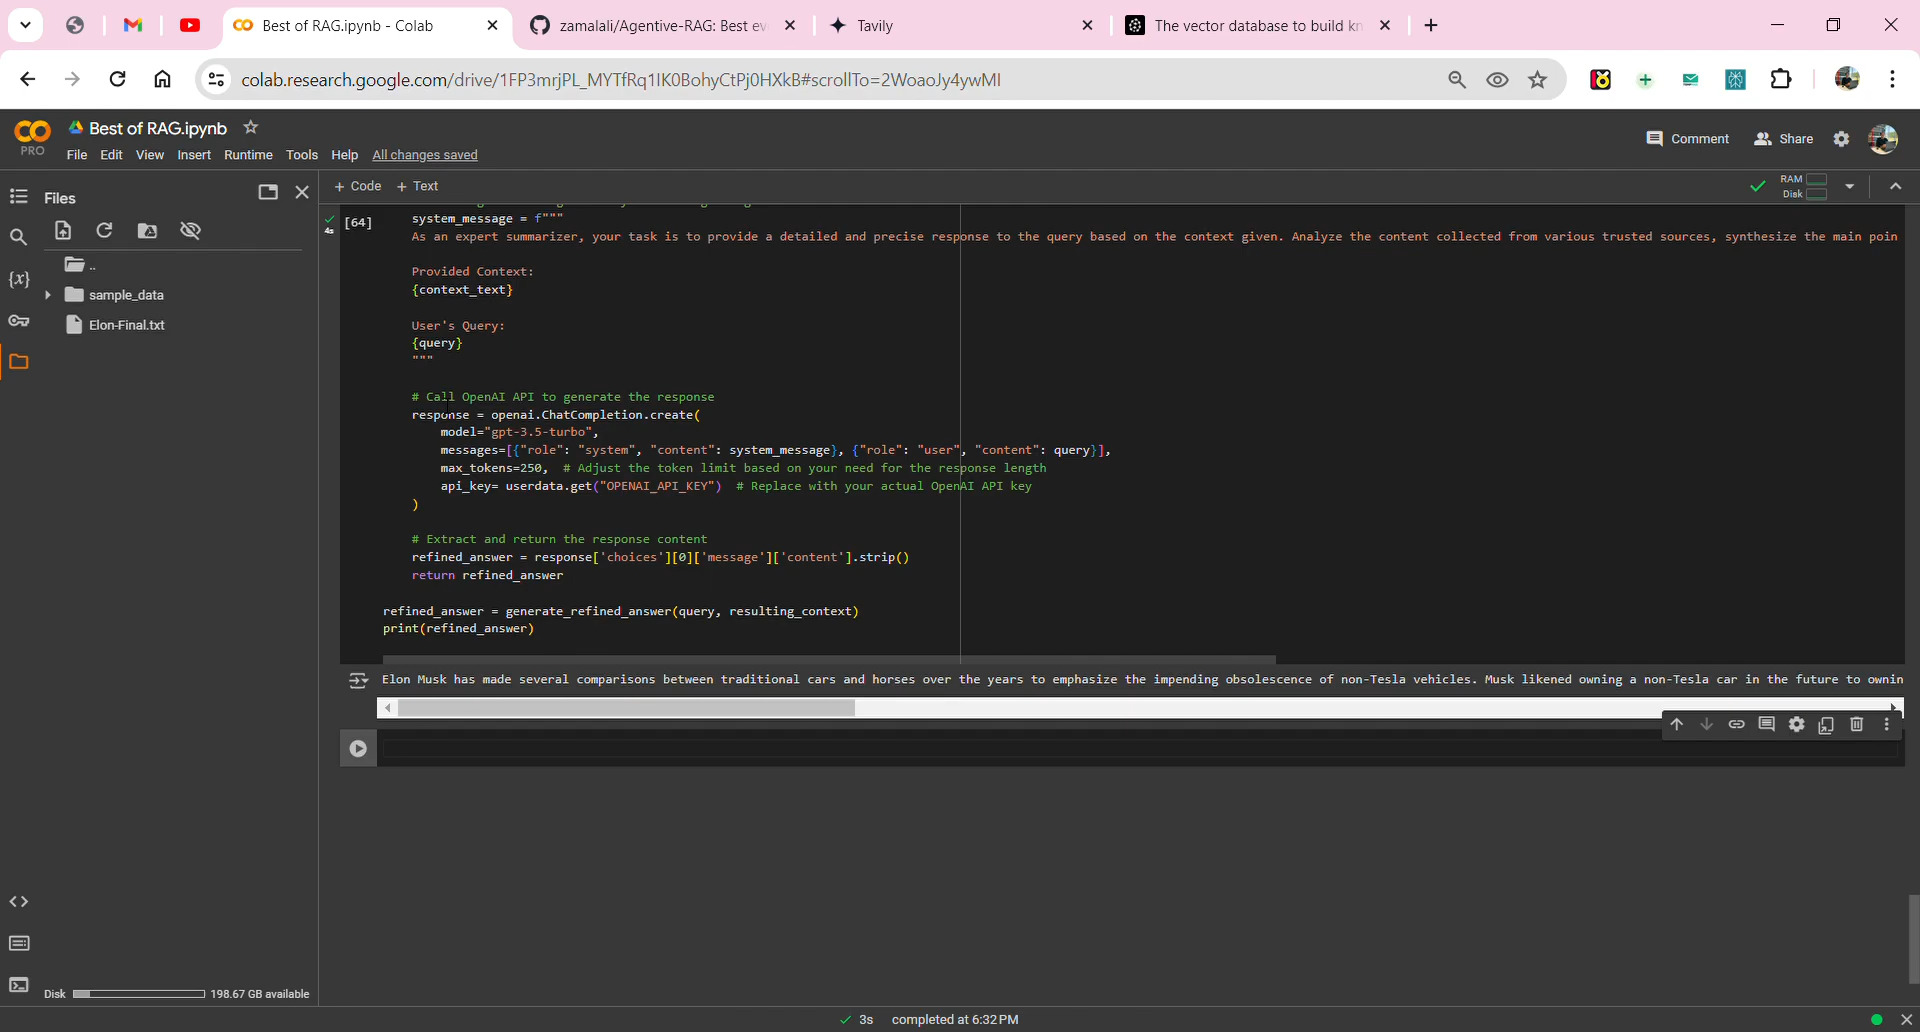 Best of RAG.ipynb - Colab
zamalali/Agentive-RAG: Best ev
Tavily
The vector database to build kn
colab.research.google.com/drive/1FP3mrjPL_MYTfRq1IK0BohyCtPj0HXkB#scrollTo=2WoaoJy4ywMI
PRO
Best of RAG.ipynb
File Edit View Insert Runtime Tools Help All changes saved
Comment
Share
Files
+ Code + Text
RAM
Disk
..
sample_data
Elon-Final.txt
[64]
4s
system_message = f"""
As an expert summarizer, your task is to provide a detailed and precise response to the query based on the context given. Analyze the content collected from various trusted sources, synthesize the main poin
Provided Context:
{context_text}
User's Query:
{query}
"""
# Call OpenAI API to generate the response
response = openai.ChatCompletion.create(
model="gpt-3.5-turbo",
messages=[{"role": "system", "content": system_message}, {"role": "user", "content": query}],
max_tokens=250,  # Adjust the token limit based on your need for the response length
api_key= userdata.get("OPENAI_API_KEY")  # Replace with your actual OpenAI API key
)
# Extract and return the response content
refined_answer = response['choices'][0]['message']['content'].strip()
return refined_answer
refined_answer = generate_refined_answer(query, resulting_context)
print(refined_answer)
Elon Musk has made several comparisons between traditional cars and horses over the years to emphasize the impending obsolescence of non-Tesla vehicles. Musk likened owning a non-Tesla car in the future to ownin
Disk 198.67 GB available
3s completed at 6:32 PM